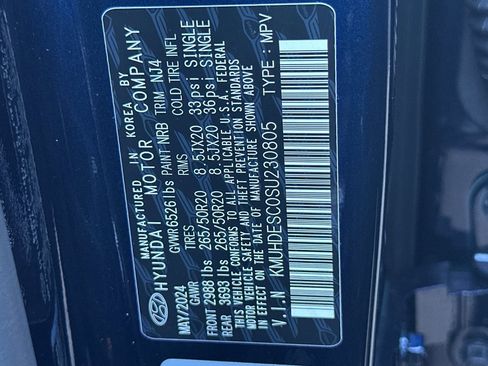 MANUFACTURED IN KOREA BY
HYUNDAI MOTOR COMPANY
MAY/2024 GVWR 6526 lbs PAINT NRB TRIM NJ4
GAWR TIRES RIMS COLD TIRE INFL
FRONT 2988 lbs 265/50R20 8.5JX20 33psi SINGLE
REAR 3693 lbs 265/50R20 8.5JX20 36psi SINGLE
THIS VEHICLE CONFORMS TO ALL APPLICABLE U.S.A. FEDERAL
MOTOR VEHICLE SAFETY AND THEFT PREVENTION STANDARDS
IN EFFECT ON THE DATE OF MANUFACTURE SHOWN ABOVE
V.I.N KMUHDESC0SU230805 TYPE : MPV